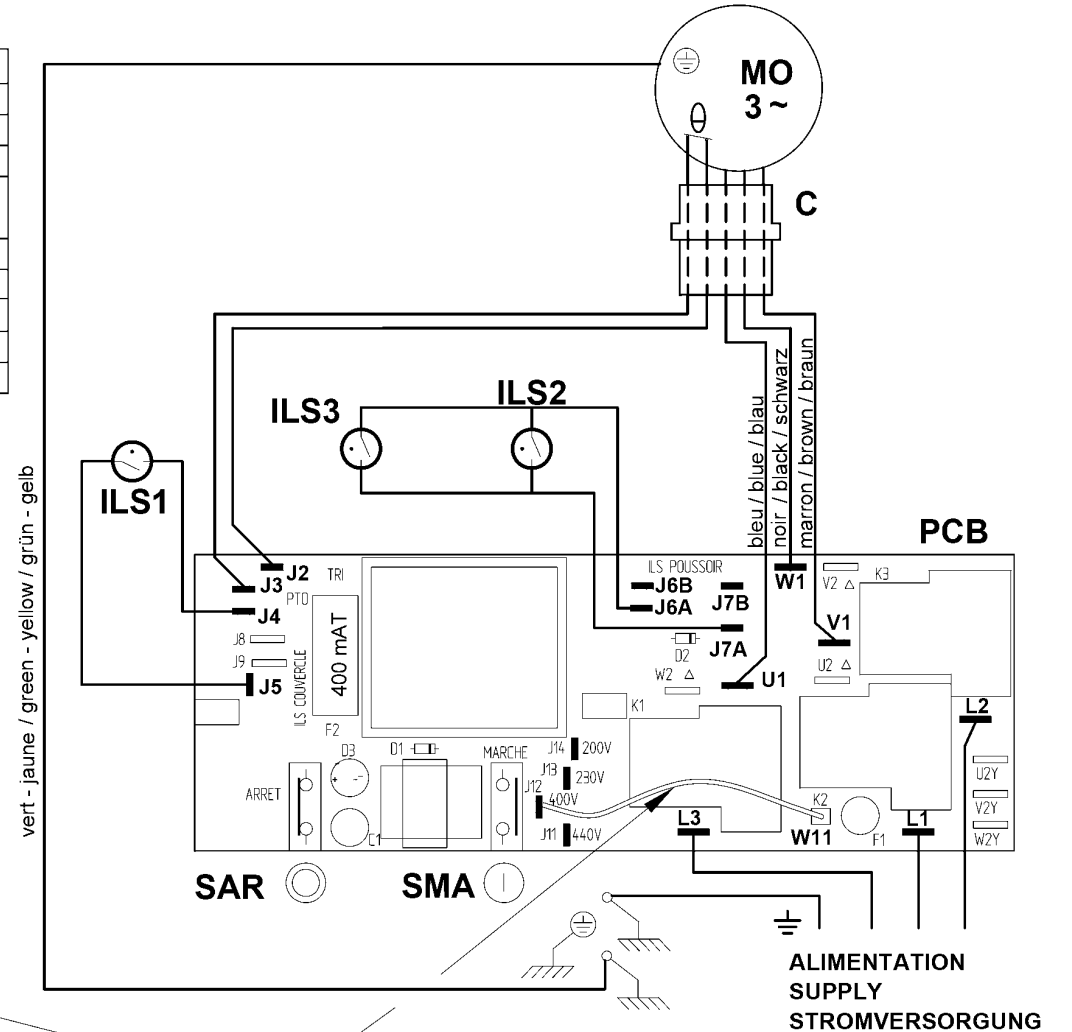 MO
3 ~
C
ILS3
ILS2
ILS1
vert - jaune / green - yellow / grün - gelb
bleu / blue / blau
noir / black / schwarz
marron / brown / braun
PCB
J2
J3
J4
J5
TRI
PTO
J8
J9
ILS COUVERCLE
400 mAT
F2
ILS POUSSOIR
J6B
J6A
J7B
J7A
D2
W1
V2
K3
V1
U2
W2
U1
K1
L2
D3
D1
MARCHE
J14 200V
J13 230V
J12 400V
J11 440V
ARRET
C1
L3
K2
W11
F1
L1
U2Y
V2Y
W2Y
SAR
SMA
ALIMENTATION
SUPPLY
STROMVERSORGUNG